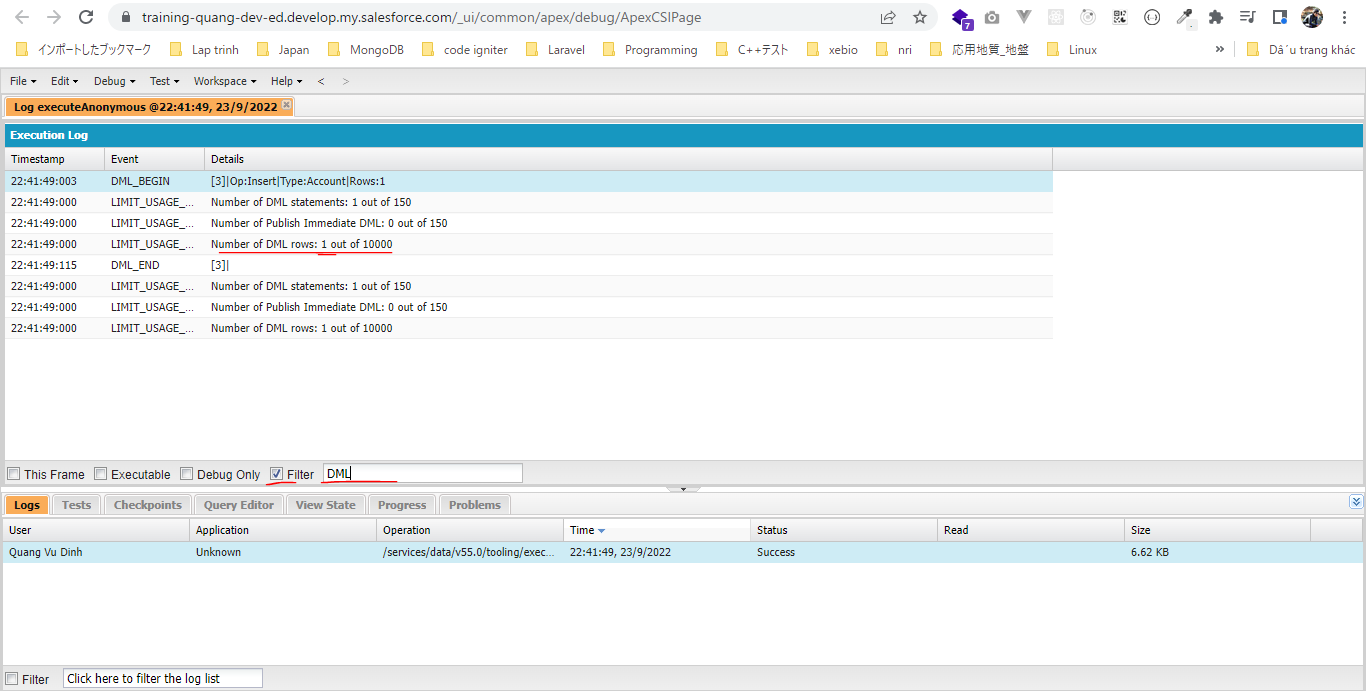 training-quang-dev-ed.develop.my.salesforce.com/_ui/common/apex/debug/ApexCSIPage
7
インポートしたブックマーク Lap trinh Japan MongoDB code igniter Laravel Programming C++テスト xebio nri 応用地質_地盤 Linux » Dấu trang khác
File Edit Debug Test Workspace Help < >
Log executeAnonymous @22:41:49, 23/9/2022
Execution Log
Timestamp Event Details
22:41:49:003 DML_BEGIN [3]|Op:Insert|Type:Account|Rows:1
22:41:49:000 LIMIT_USAGE_... Number of DML statements: 1 out of 150
22:41:49:000 LIMIT_USAGE_... Number of Publish Immediate DML: 0 out of 150
22:41:49:000 LIMIT_USAGE_... Number of DML rows: 1 out of 10000
22:41:49:115 DML_END [3]|
22:41:49:000 LIMIT_USAGE_... Number of DML statements: 1 out of 150
22:41:49:000 LIMIT_USAGE_... Number of Publish Immediate DML: 0 out of 150
22:41:49:000 LIMIT_USAGE_... Number of DML rows: 1 out of 10000
This Frame Executable Debug Only Filter DML
Logs Tests Checkpoints Query Editor View State Progress Problems
User Application Operation Time Status Read Size
Quang Vu Dinh Unknown /services/data/v55.0/tooling/exec... 22:41:49, 23/9/2022 Success 6.62 KB
Filter Click here to filter the log list